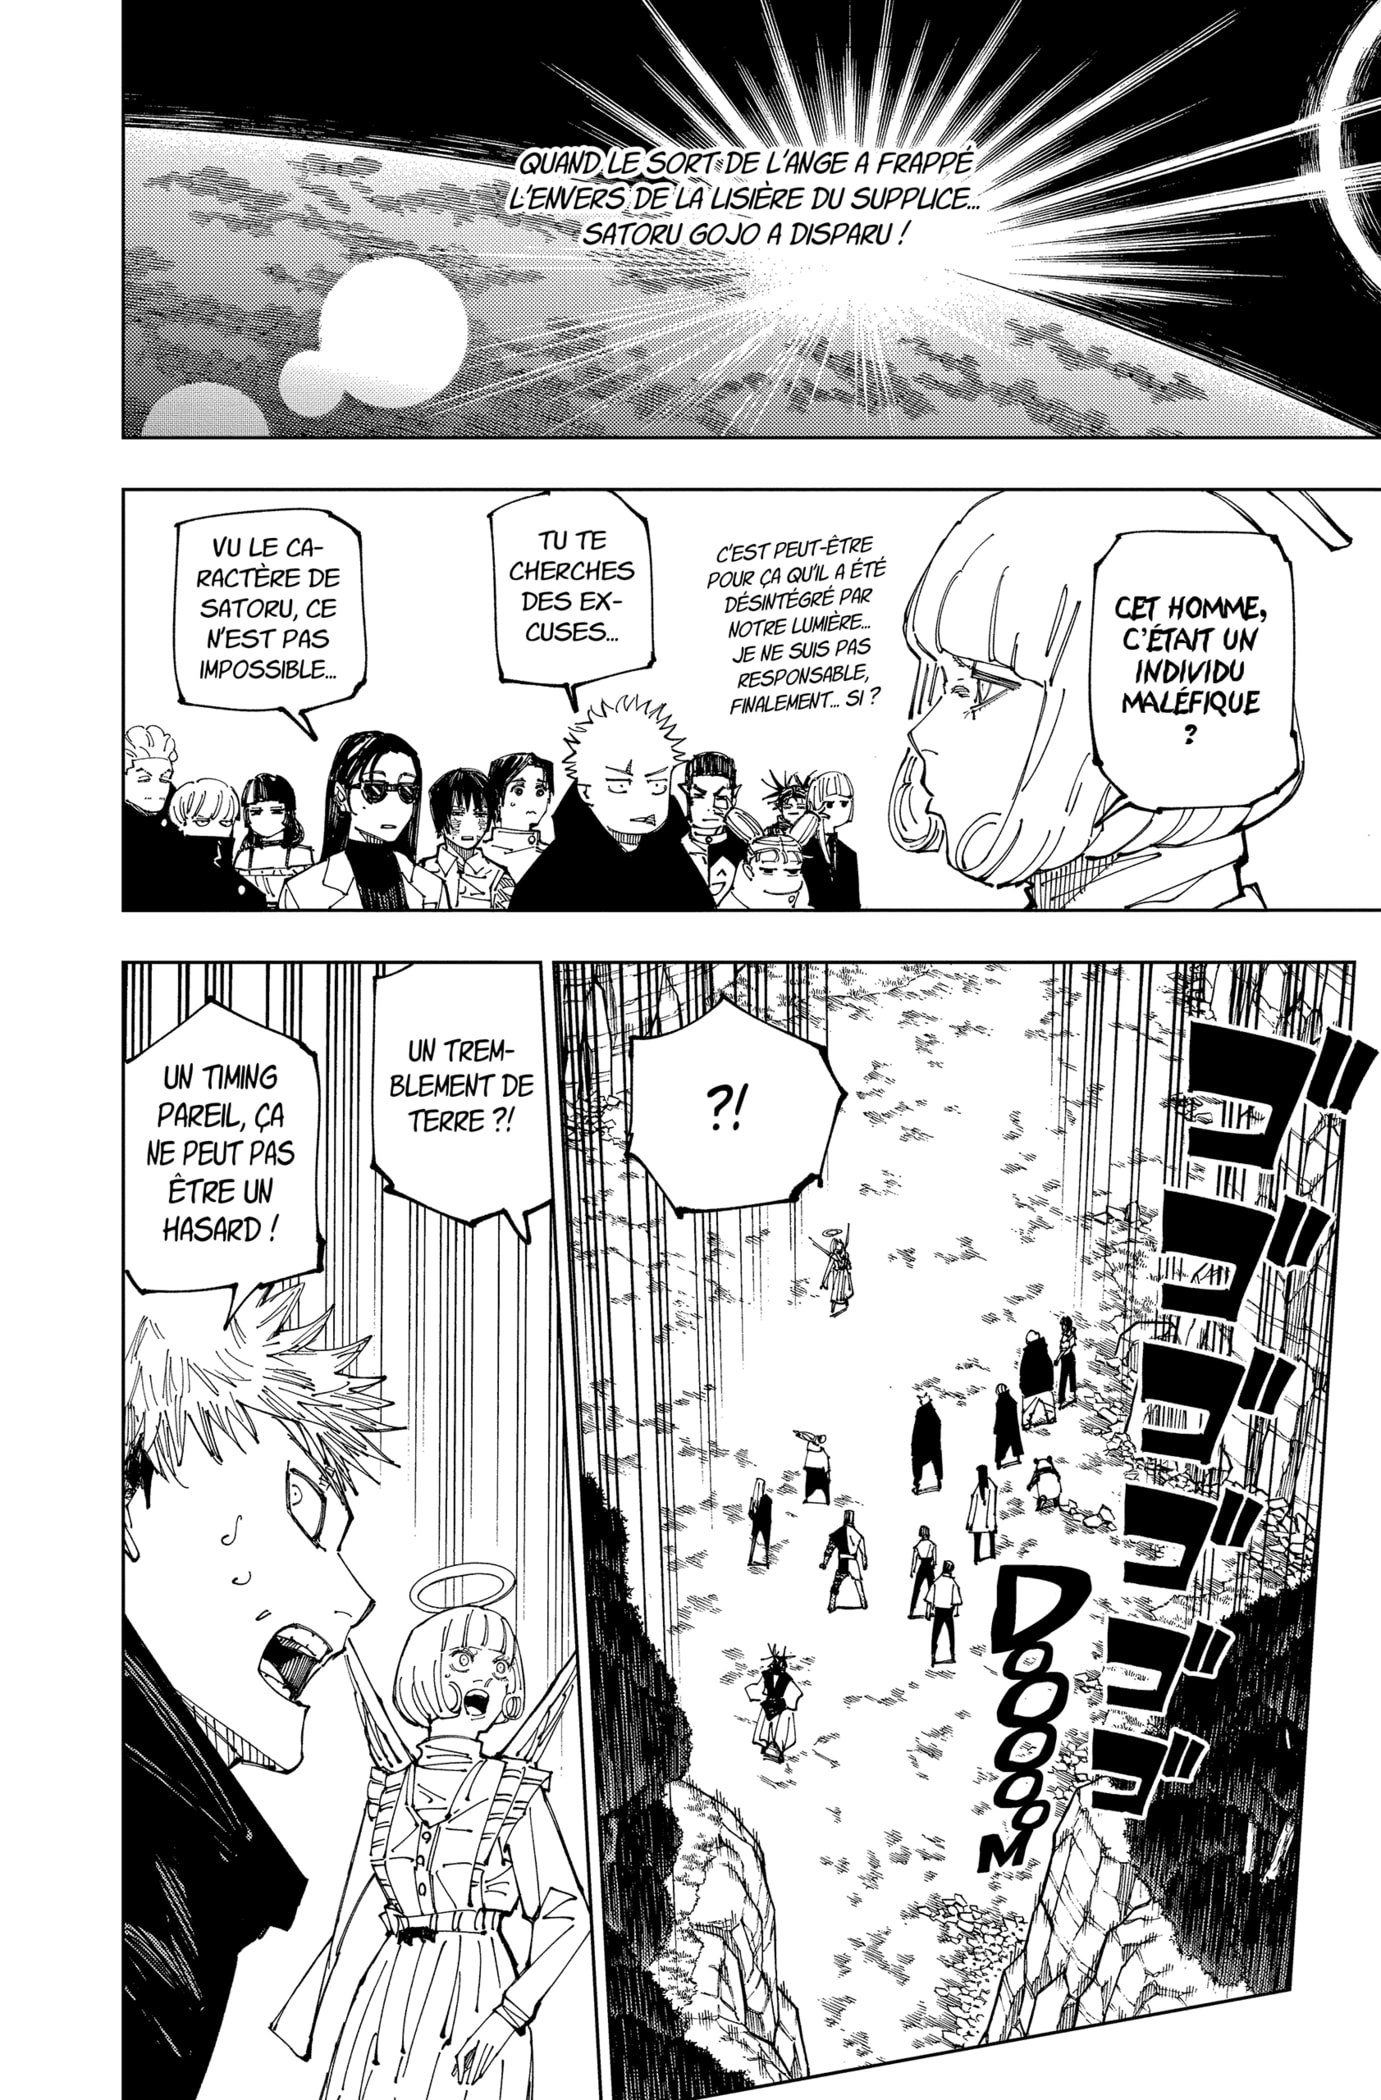 QUAND LE SORT DE L'ANGE A FRAPPÉ
L'ENVERS DE LA LISIÈRE DU SUPPLICE...
SATORU GOJO A DISPARU !
CET HOMME,
C'ÉTAIT UN
INDIVIDU
MALÉFIQUE
?
C'EST PEUT-ÊTRE
POUR ÇA QU'IL A ÉTÉ
DÉSINTÉGRÉ PAR
NOTRE LUMIÈRE...
JE NE SUIS PAS
RESPONSABLE,
FINALEMENT... SI ?
TU TE
CHERCHES
DES EX-
CUSES...
VU LE CA-
RACTÈRE DE
SATORU, CE
N'EST PAS
IMPOSSIBLE...
ゴゴゴゴゴゴ
?!
DOOOOOM
UN TREM-
BLEMENT DE
TERRE ?!
UN TIMING
PAREIL, ÇA
NE PEUT PAS
ÊTRE UN
HASARD !